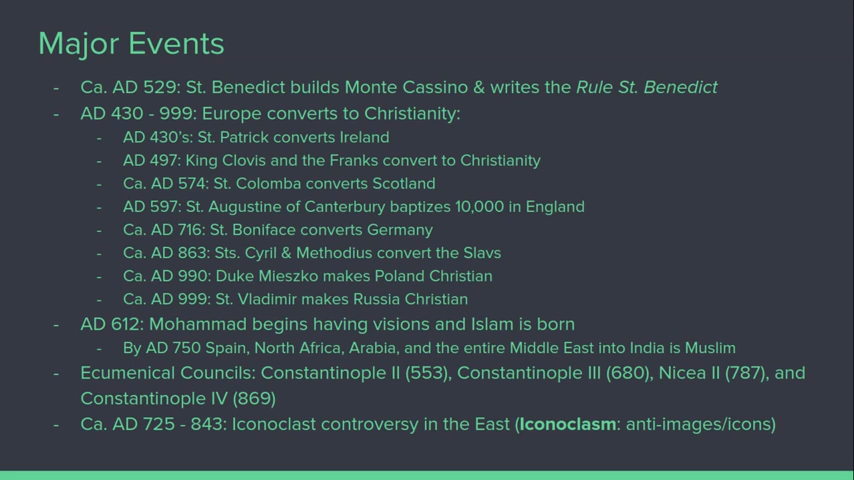 Major Events
- Ca. AD 529: St. Benedict builds Monte Cassino & writes the Rule St. Benedict
- AD 430 - 999: Europe converts to Christianity:
- AD 430's: St. Patrick converts Ireland
- AD 497: King Clovis and the Franks convert to Christianity
- Ca. AD 574: St. Colomba converts Scotland
- AD 597: St. Augustine of Canterbury baptizes 10,000 in England
- Ca. AD 716: St. Boniface converts Germany
- Ca. AD 863: Sts. Cyril & Methodius convert the Slavs
- Ca. AD 990: Duke Mieszko makes Poland Christian
- Ca. AD 999: St. Vladimir makes Russia Christian
- AD 612: Mohammad begins having visions and Islam is born
- By AD 750 Spain, North Africa, Arabia, and the entire Middle East into India is Muslim
- Ecumenical Councils: Constantinople II (553), Constantinople III (680), Nicea II (787), and
Constantinople IV (869)
- Ca. AD 725 - 843: Iconoclast controversy in the East (Iconoclasm: anti-images/icons)